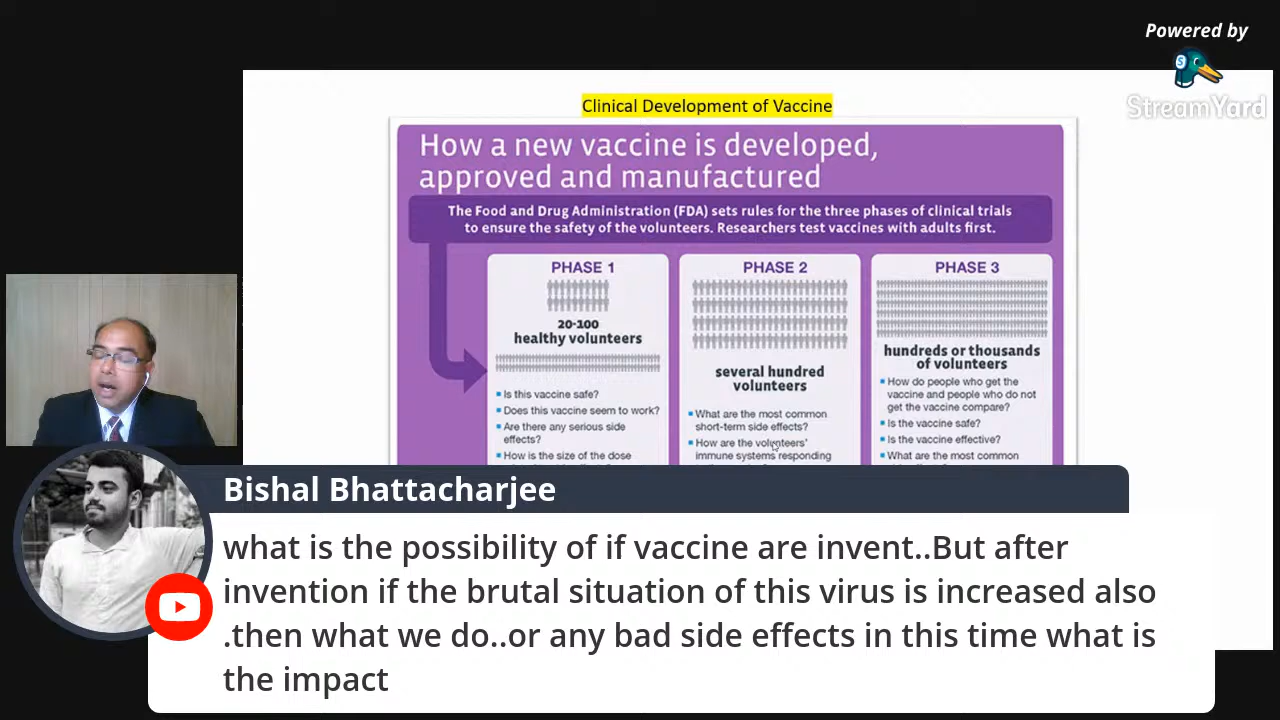 Powered by
StreamYard
Clinical Development of Vaccine
How a new vaccine is developed,
approved and manufactured
The Food and Drug Administration (FDA) sets rules for the three phases of clinical trials
to ensure the safety of the volunteers. Researchers test vaccines with adults first.
PHASE 1
20-100
healthy volunteers
Is this vaccine safe?
Does this vaccine seem to work?
Are there any serious side
effects?
How is the size of the dose
PHASE 2
several hundred
volunteers
What are the most common
short-term side effects?
How are the volunteers'
immune systems responding
PHASE 3
hundreds or thousands
of volunteers
How do people who get the
vaccine and people who do not
get the vaccine compare?
Is the vaccine safe?
Is the vaccine effective?
What are the most common
Bishal Bhattacharjee
what is the possibility of if vaccine are invent..But after
invention if the brutal situation of this virus is increased also
.then what we do..or any bad side effects in this time what is
the impact